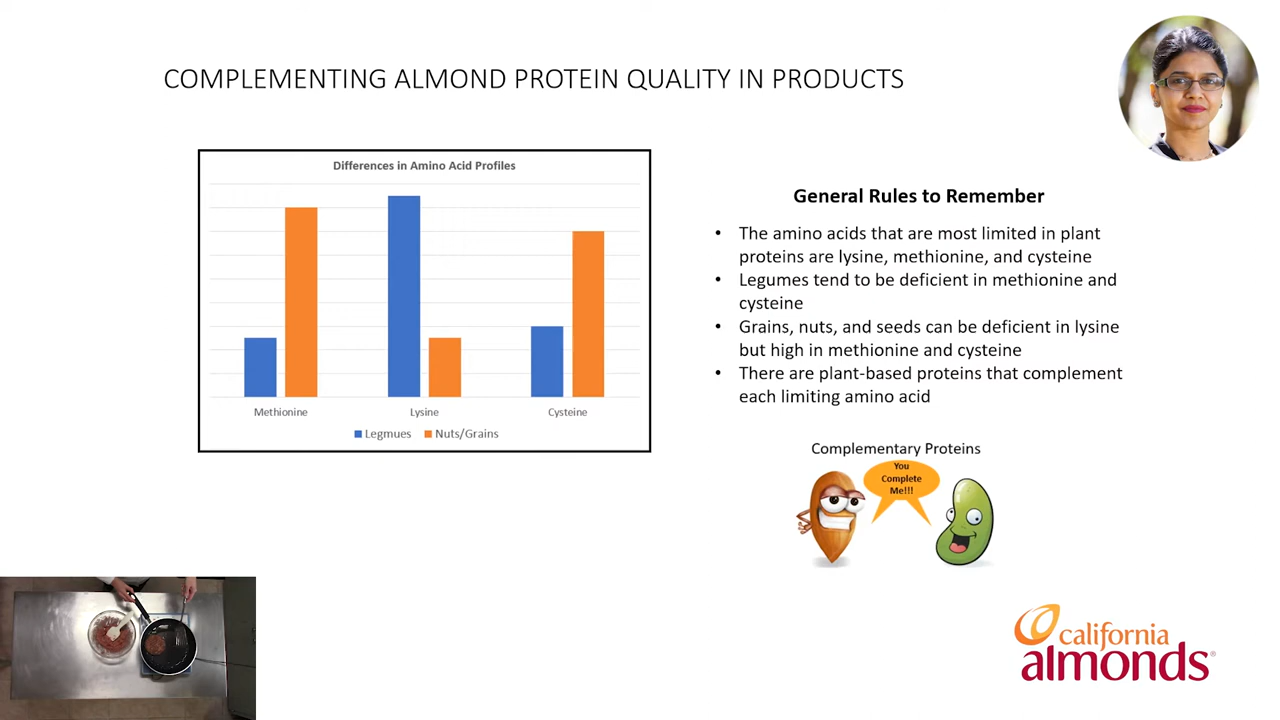 COMPLEMENTING ALMOND PROTEIN QUALITY IN PRODUCTS
Differences in Amino Acid Profiles
Methionine
Lysine
Cysteine
Legmues
Nuts/Grains
General Rules to Remember
• The amino acids that are most limited in plant
proteins are lysine, methionine, and cysteine
• Legumes tend to be deficient in methionine and
cysteine
• Grains, nuts, and seeds can be deficient in lysine
but high in methionine and cysteine
• There are plant-based proteins that complement
each limiting amino acid
Complementary Proteins
You
Complete
Me!!!
california
almonds®